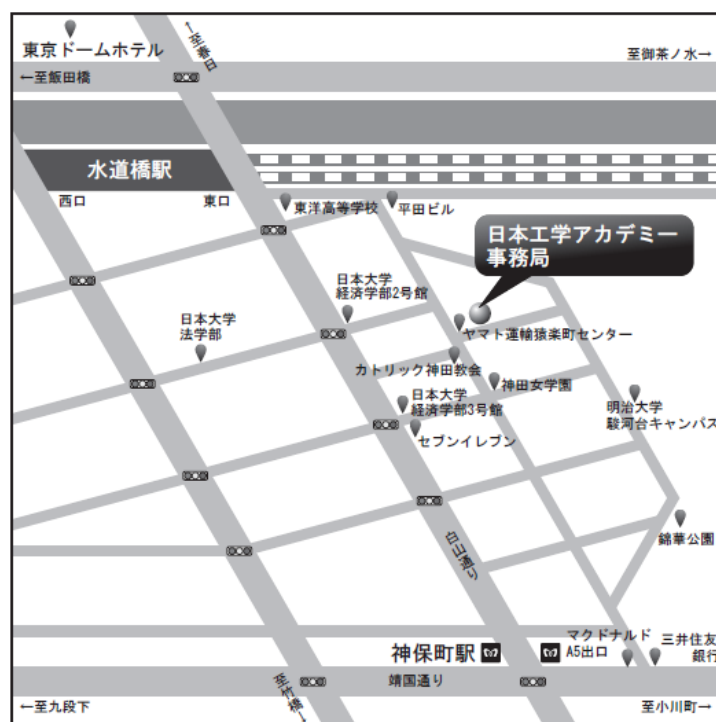 ←至春日
東京ドームホテル
至御茶ノ水→
←至飯田橋
水道橋駅
西口
東口
東洋高等学校
平田ビル
日本工学アカデミー
事務局
日本大学
経済学部2号館
日本大学
法学部
ヤマト運輸猿楽町センター
カトリック神田教会
神田女学園
日本大学
経済学部3号館
明治大学
駿河台キャンパス
セブンイレブン
錦華公園
白山通り
マクドナルド
A5出口
三井住友
銀行
神保町駅
靖国通り
至竹橋→
←至九段下
至小川町→